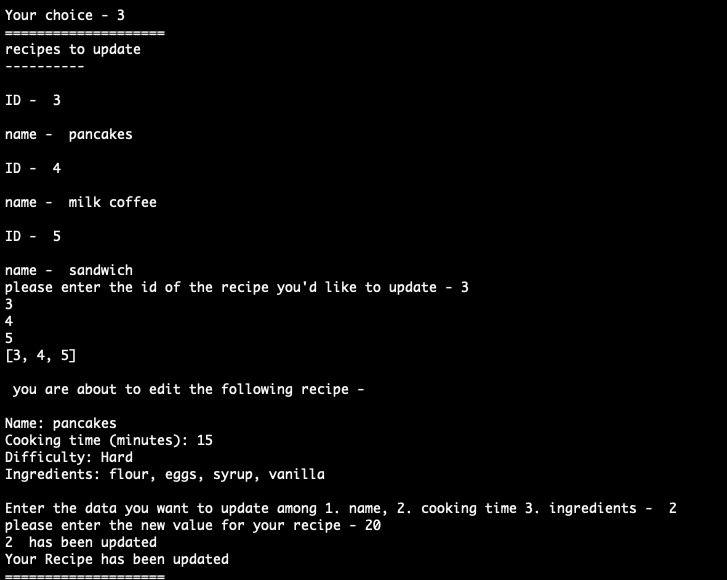 Your choice - 3
====================
recipes to update
----------
ID -  3
name -  pancakes
ID -  4
name -  milk coffee
ID -  5
name -  sandwich
please enter the id of the recipe you'd like to update - 3
3
4
5
[3, 4, 5]
 you are about to edit the following recipe -
Name: pancakes
Cooking time (minutes): 15
Difficulty: Hard
Ingredients: flour, eggs, syrup, vanilla
Enter the data you want to update among 1. name, 2. cooking time 3. ingredients -  2
please enter the new value for your recipe - 20
2  has been updated
Your Recipe has been updated
====================